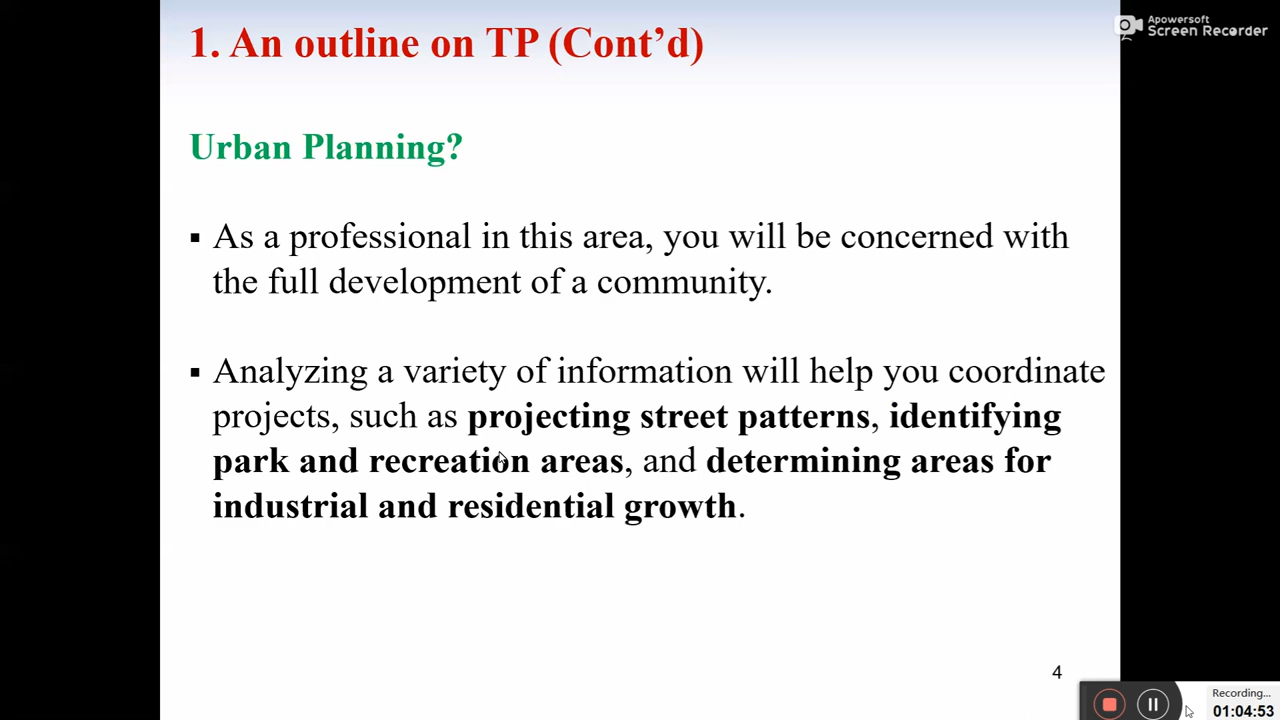 1. An outline on TP (Cont’d)
Apowersoft
Screen Recorder
Urban Planning?
▪ As a professional in this area, you will be concerned with
the full development of a community.
▪ Analyzing a variety of information will help you coordinate
projects, such as projecting street patterns, identifying
park and recreation areas, and determining areas for
industrial and residential growth.
4
Recording...
01:04:53